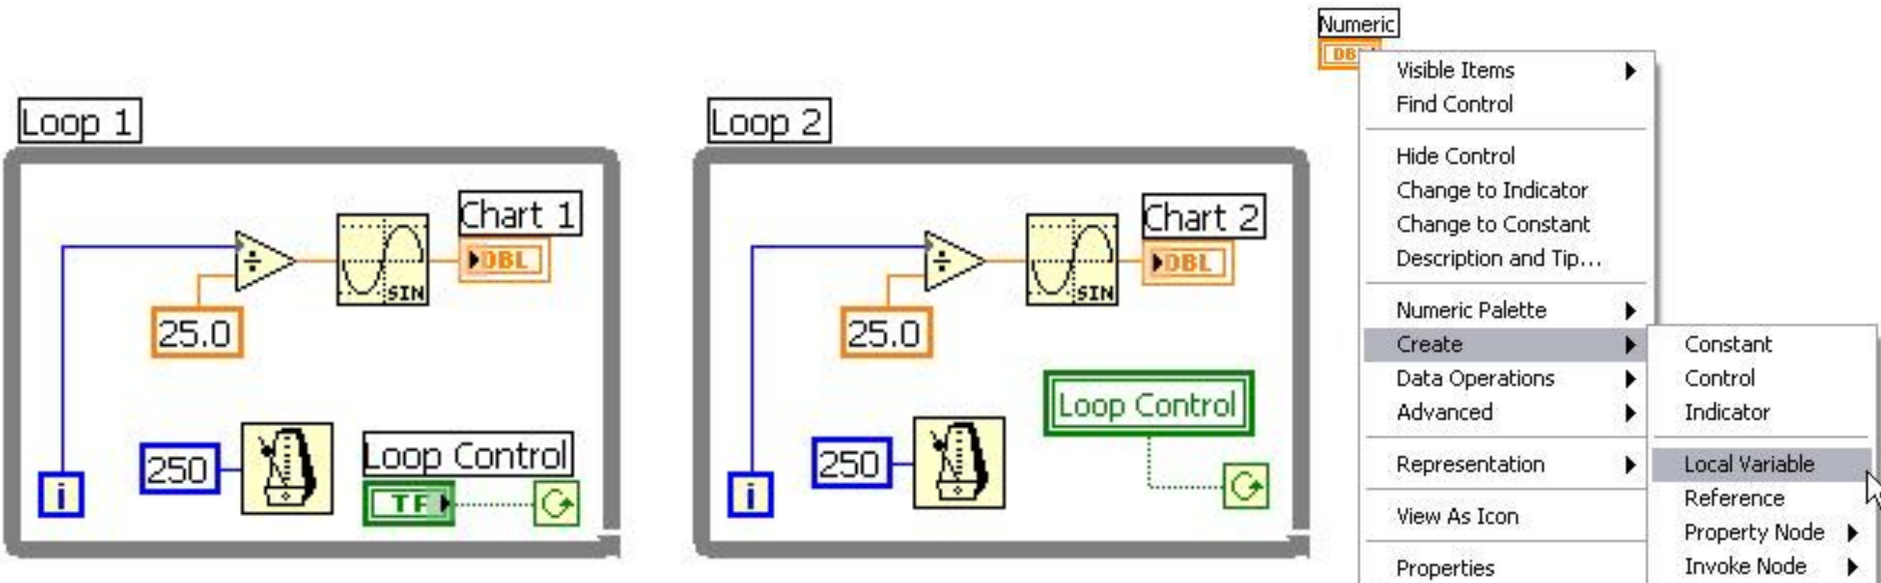 Loop 1
Chart 1
DBL
÷
SIN
25.0
250
Loop Control
TF
i
Loop 2
Chart 2
DBL
÷
SIN
25.0
Loop Control
250
i
Numeric
Visible Items
Find Control
Hide Control
Change to Indicator
Change to Constant
Description and Tip...
Numeric Palette
Create
Data Operations
Advanced
Representation
View As Icon
Properties
Constant
Control
Indicator
Local Variable
Reference
Property Node
Invoke Node